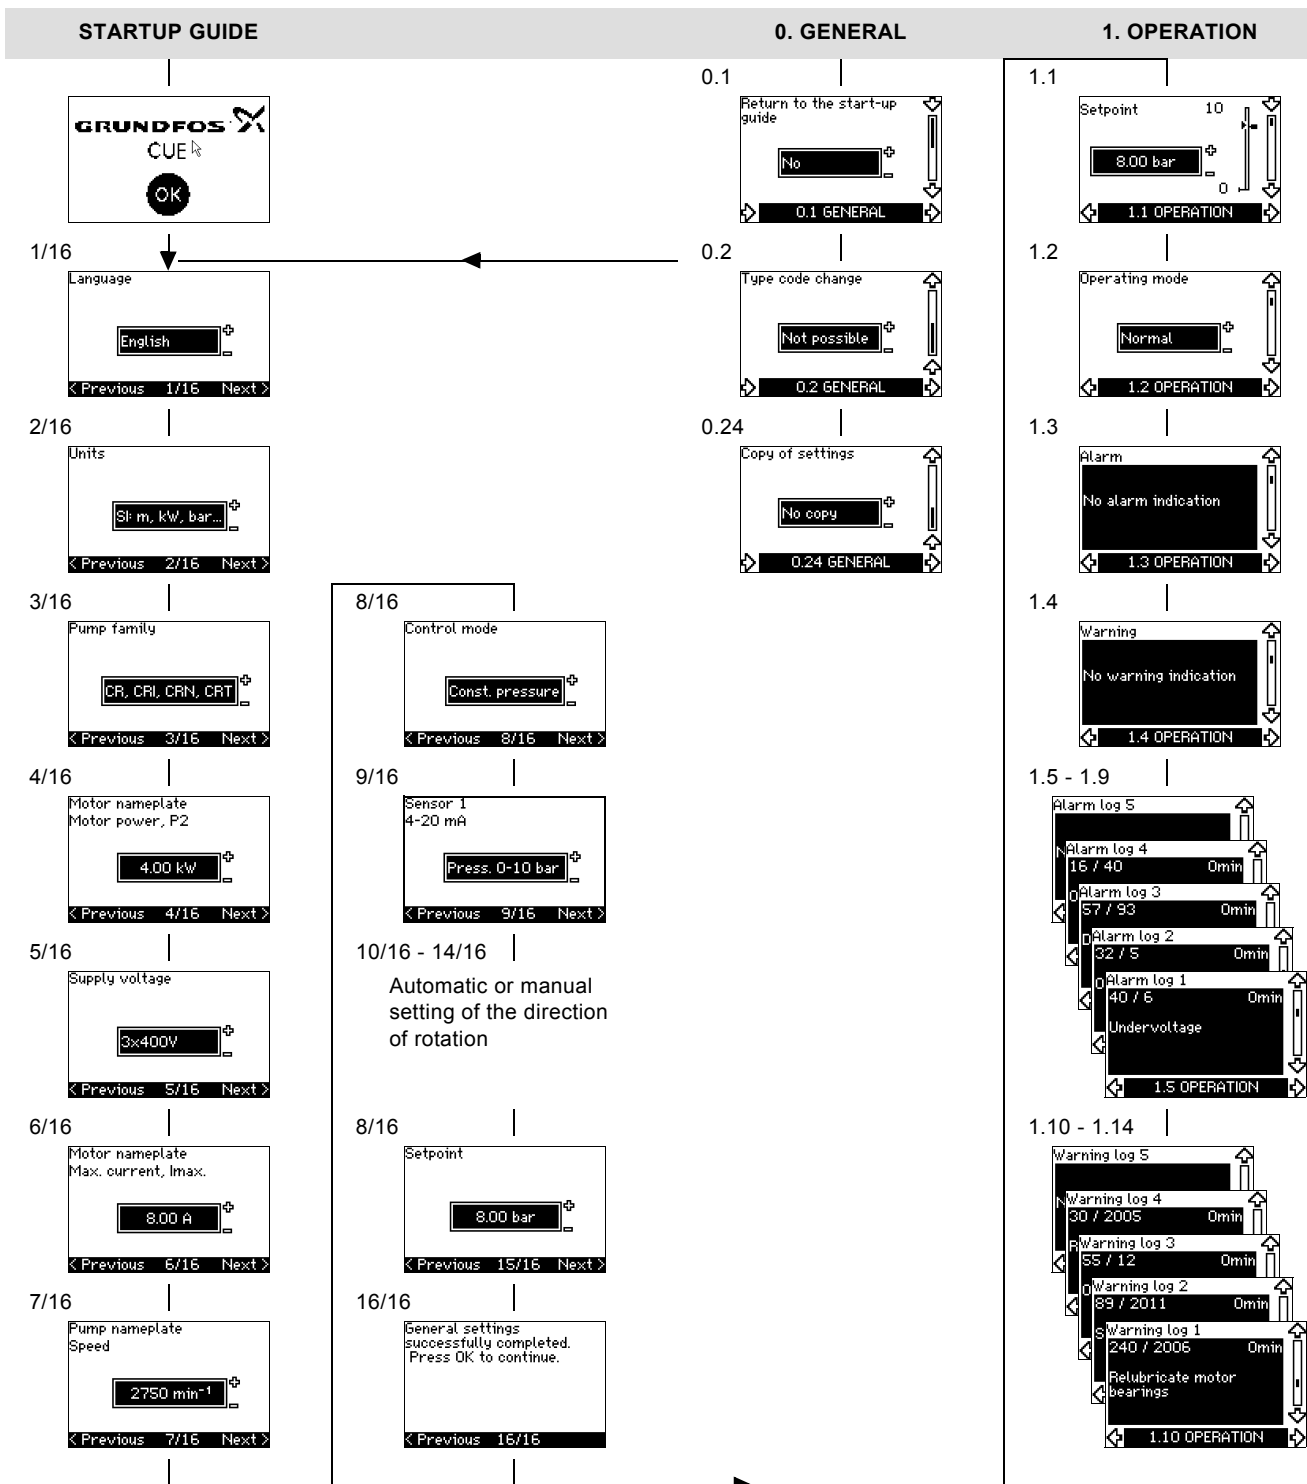 STARTUP GUIDE
0. GENERAL
1. OPERATION
GRUNDFOS
CUE
OK
1/16
Language
English
< Previous 1/16 Next >
2/16
Units
SI: m, kW, bar...
< Previous 2/16 Next >
3/16
Pump family
CR, CRI, CRN, CRT
< Previous 3/16 Next >
4/16
Motor nameplate
Motor power, P2
4.00 kW
< Previous 4/16 Next >
5/16
Supply voltage
3x400V
< Previous 5/16 Next >
6/16
Motor nameplate
Max. current, Imax.
8.00 A
< Previous 6/16 Next >
7/16
Pump nameplate
Speed
2750 min⁻¹
< Previous 7/16 Next >
8/16
Control mode
Const. pressure
< Previous 8/16 Next >
9/16
Sensor 1
4-20 mA
Press. 0-10 bar
< Previous 9/16 Next >
10/16 - 14/16
Automatic or manual
setting of the direction
of rotation
8/16
Setpoint
8.00 bar
< Previous 15/16 Next >
16/16
General settings
successfully completed.
Press OK to continue.
< Previous 16/16
0.1
Return to the start-up
guide
No
0.1 GENERAL
0.2
Type code change
Not possible
0.2 GENERAL
0.24
Copy of settings
No copy
0.24 GENERAL
1.1
Setpoint
10
8.00 bar
0
1.1 OPERATION
1.2
Operating mode
Normal
1.2 OPERATION
1.3
Alarm
No alarm indication
1.3 OPERATION
1.4
Warning
No warning indication
1.4 OPERATION
1.5 - 1.9
Alarm log 5
N
Alarm log 4
16 / 40 0min
0
Alarm log 3
57 / 93 0min
Alarm log 2
32 / 5 0min
Alarm log 1
40 / 6 0min
Undervoltage
1.5 OPERATION
1.10 - 1.14
Warning log 5
N
Warning log 4
30 / 2005 0min
R
Warning log 3
55 / 12 0min
Warning log 2
89 / 2011 0min
S
Warning log 1
240 / 2006 0min
Relubricate motor
bearings
1.10 OPERATION